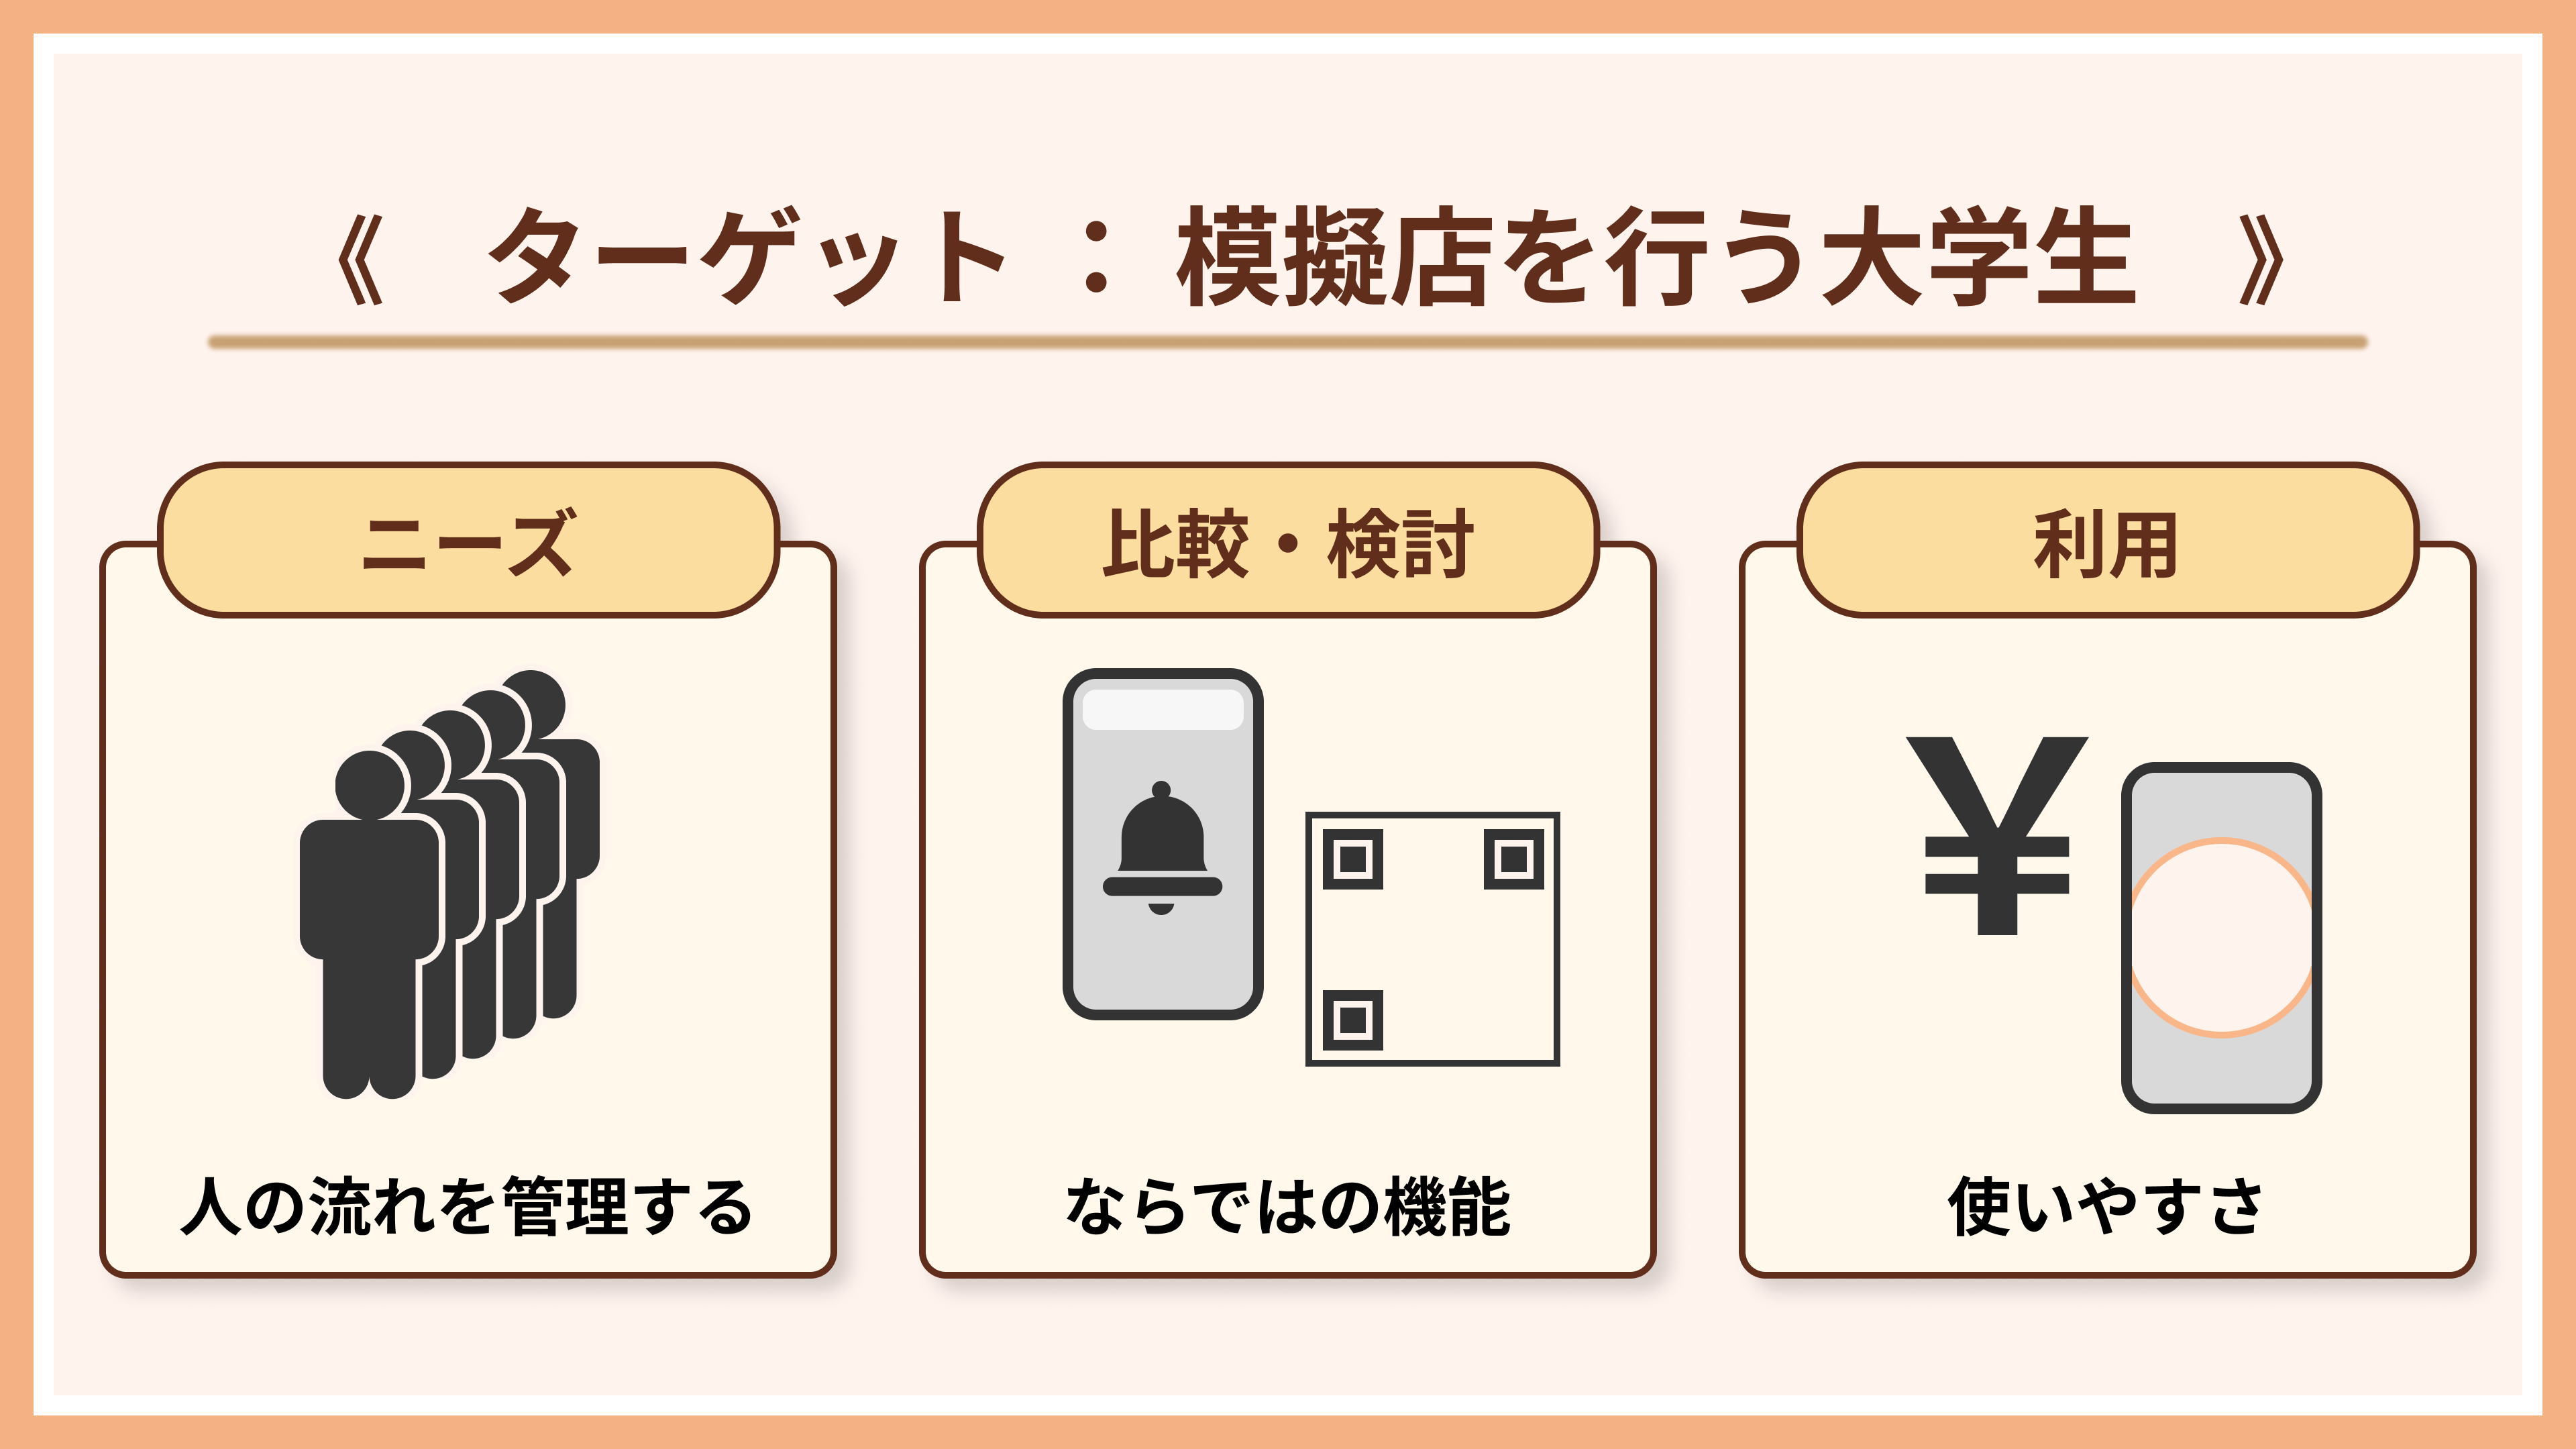 《 ターゲット ： 模擬店を行う大学生 》
ニーズ
人の流れを管理する
比較・検討
ならではの機能
利用
¥
使いやすさ